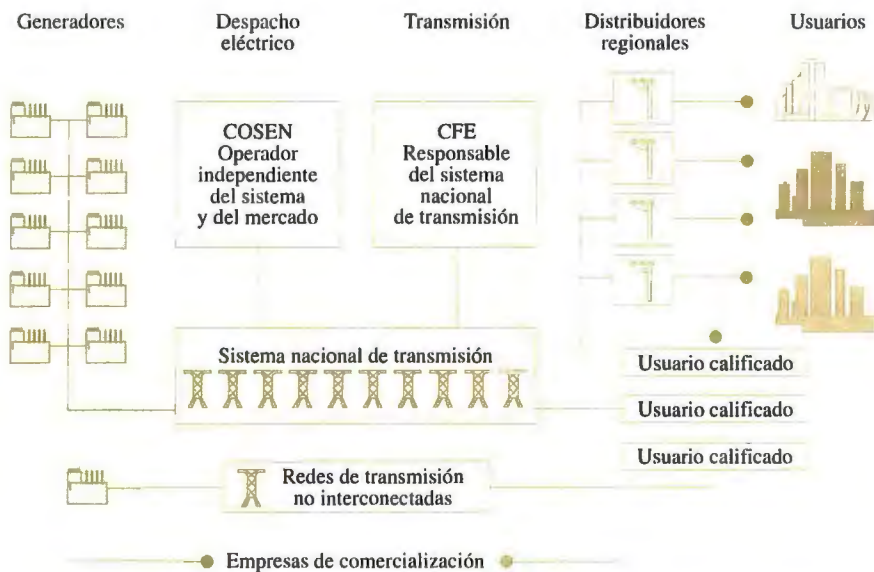 Generadores
Despacho
eléctrico
Transmisión
Distribuidores
regionales
Usuarios
COSEN
Operador
independiente
del sistema
y del mercado
CFE
Responsable
del sistema
nacional
de transmisión
Sistema nacional de transmisión
Usuario calificado
Usuario calificado
Usuario calificado
Redes de transmisión
no interconectadas
Empresas de comercialización